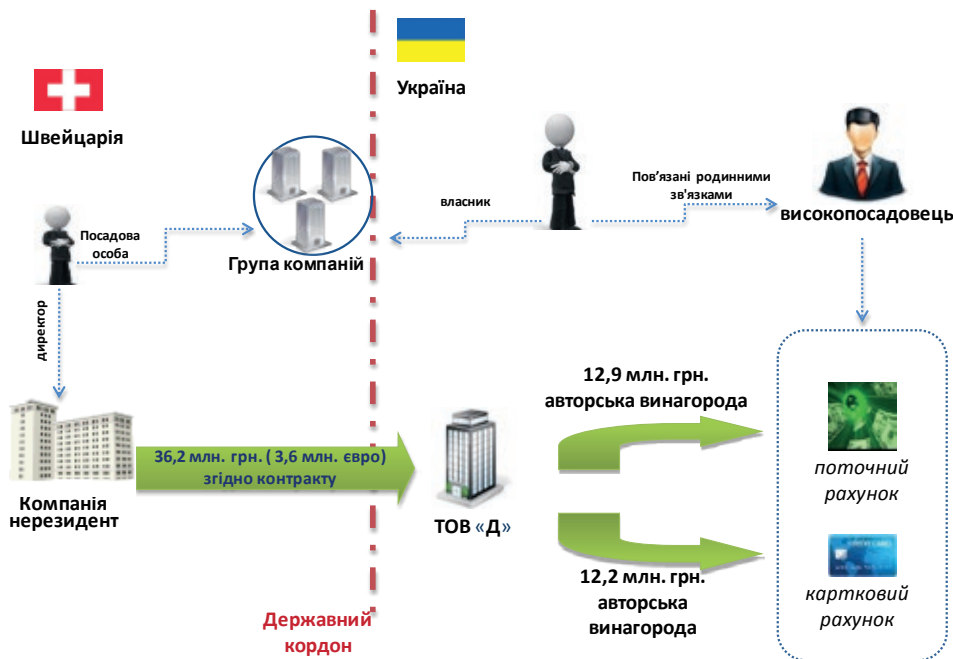 Україна
Швейцарія
Пов'язані родинними
зв'язками
власник
високопосадовець
Посадова
особа
Група компаній
директор
12,9 млн. грн.
авторська винагорода
36,2 млн. грн. ( 3,6 млн. євро)
згідно контракту
поточний
рахунок
Компанія
нерезидент
ТОВ «Д»
12,2 млн. грн.
авторська
винагорода
картковий
рахунок
Державний
кордон